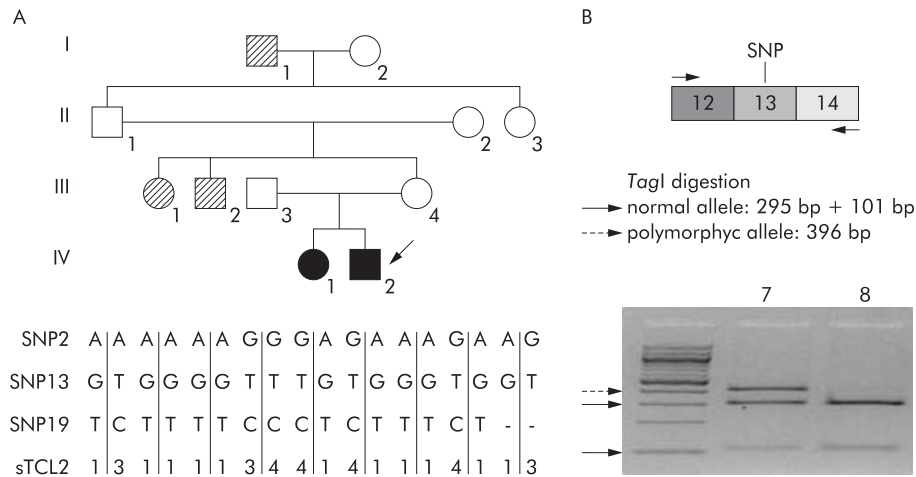 A
I
1 2
II
1 2 3
III
1 2 3 4
IV
1 2
SNP2 A|A A|A A|A G|G G|A G|A A|A G|A A|G
SNP13 G|T G|G G|G T|T T|G T|G G|G T|G G|T
SNP19 T|C T|T T|T C|C C|T C|T T|T C|T -|-
sTCL2 1|3 1|1 1|1 3|4 4|1 4|1 1|1 4|1 1|3
B
SNP
12 13 14
TagI digestion
normal allele: 295 bp + 101 bp
polymorphyc allele: 396 bp
7 8